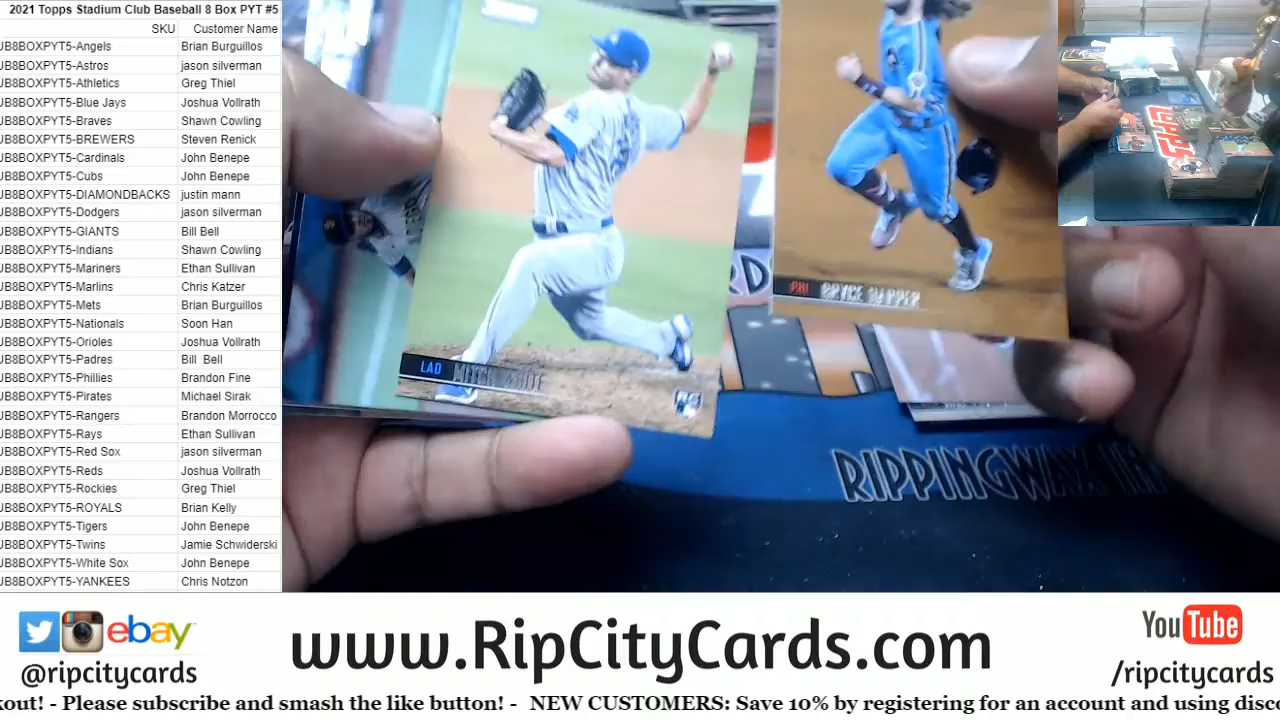 2021 Topps Stadium Club Baseball 8 Box PYT #5
SKU Customer Name
JB8BOXPYT5-Angels Brian Burguillos
JB8BOXPYT5-Astros jason silverman
JB8BOXPYT5-Athletics Greg Thiel
JB8BOXPYT5-Blue Jays Joshua Vollrath
JB8BOXPYT5-Braves Shawn Cowling
JB8BOXPYT5-BREWERS Steven Renick
JB8BOXPYT5-Cardinals John Benepe
JB8BOXPYT5-Cubs John Benepe
JB8BOXPYT5-DIAMONDBACKS justin mann
JB8BOXPYT5-Dodgers jason silverman
JB8BOXPYT5-GIANTS Bill Bell
JB8BOXPYT5-Indians Shawn Cowling
JB8BOXPYT5-Mariners Ethan Sullivan
JB8BOXPYT5-Marlins Chris Katzer
JB8BOXPYT5-Mets Brian Burguillos
JB8BOXPYT5-Nationals Soon Han
JB8BOXPYT5-Orioles Joshua Vollrath
JB8BOXPYT5-Padres Bill Bell
JB8BOXPYT5-Phillies Brandon Fine
JB8BOXPYT5-Pirates Michael Sirak
JB8BOXPYT5-Rangers Brandon Morrocco
JB8BOXPYT5-Rays Ethan Sullivan
JB8BOXPYT5-Red Sox jason silverman
JB8BOXPYT5-Reds Joshua Vollrath
JB8BOXPYT5-Rockies Greg Thiel
JB8BOXPYT5-ROYALS Brian Kelly
JB8BOXPYT5-Tigers John Benepe
JB8BOXPYT5-Twins Jamie Schwiderski
JB8BOXPYT5-White Sox John Benepe
JB8BOXPYT5-YANKEES Chris Notzon
LAD MITCH WHITE
PHI BRYCE HARPER
TOPPS
RIPPINGWAX
ebay
@ripcitycards
www.RipCityCards.com
YouTube
/ripcitycards
kout! - Please subscribe and smash the like button! - NEW CUSTOMERS: Save 10% by registering for an account and using disc